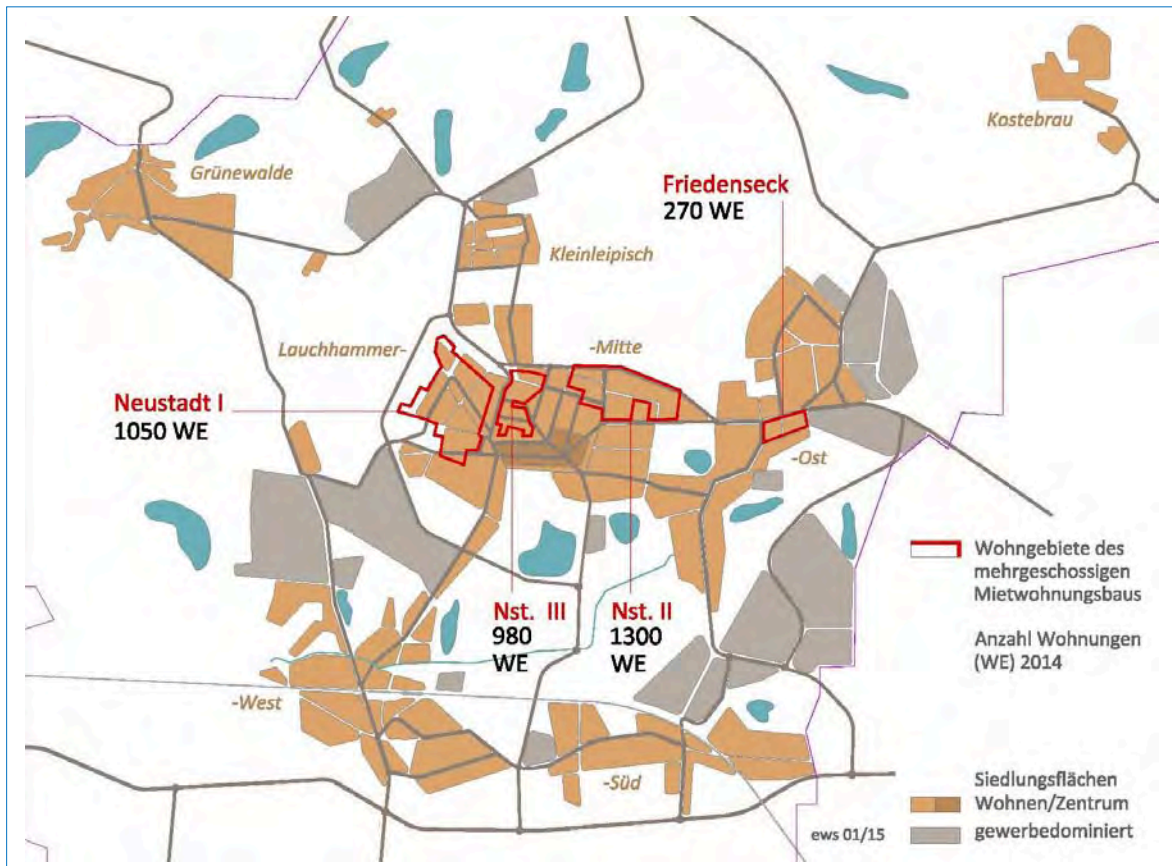 Kostebrau
Grünewalde
Friedenseck
270 WE
Kleinleipisch
Lauchhammer-
-Mitte
Neustadt I
1050 WE
-Ost
Wohngebiete des
mehrgeschossigen
Mietwohnungsbaus
Anzahl Wohnungen
(WE) 2014
Nst. III
980
WE
Nst. II
1300
WE
-West
-Süd
Siedlungsflächen
Wohnen/Zentrum
gewerbedominiert
ews 01/15